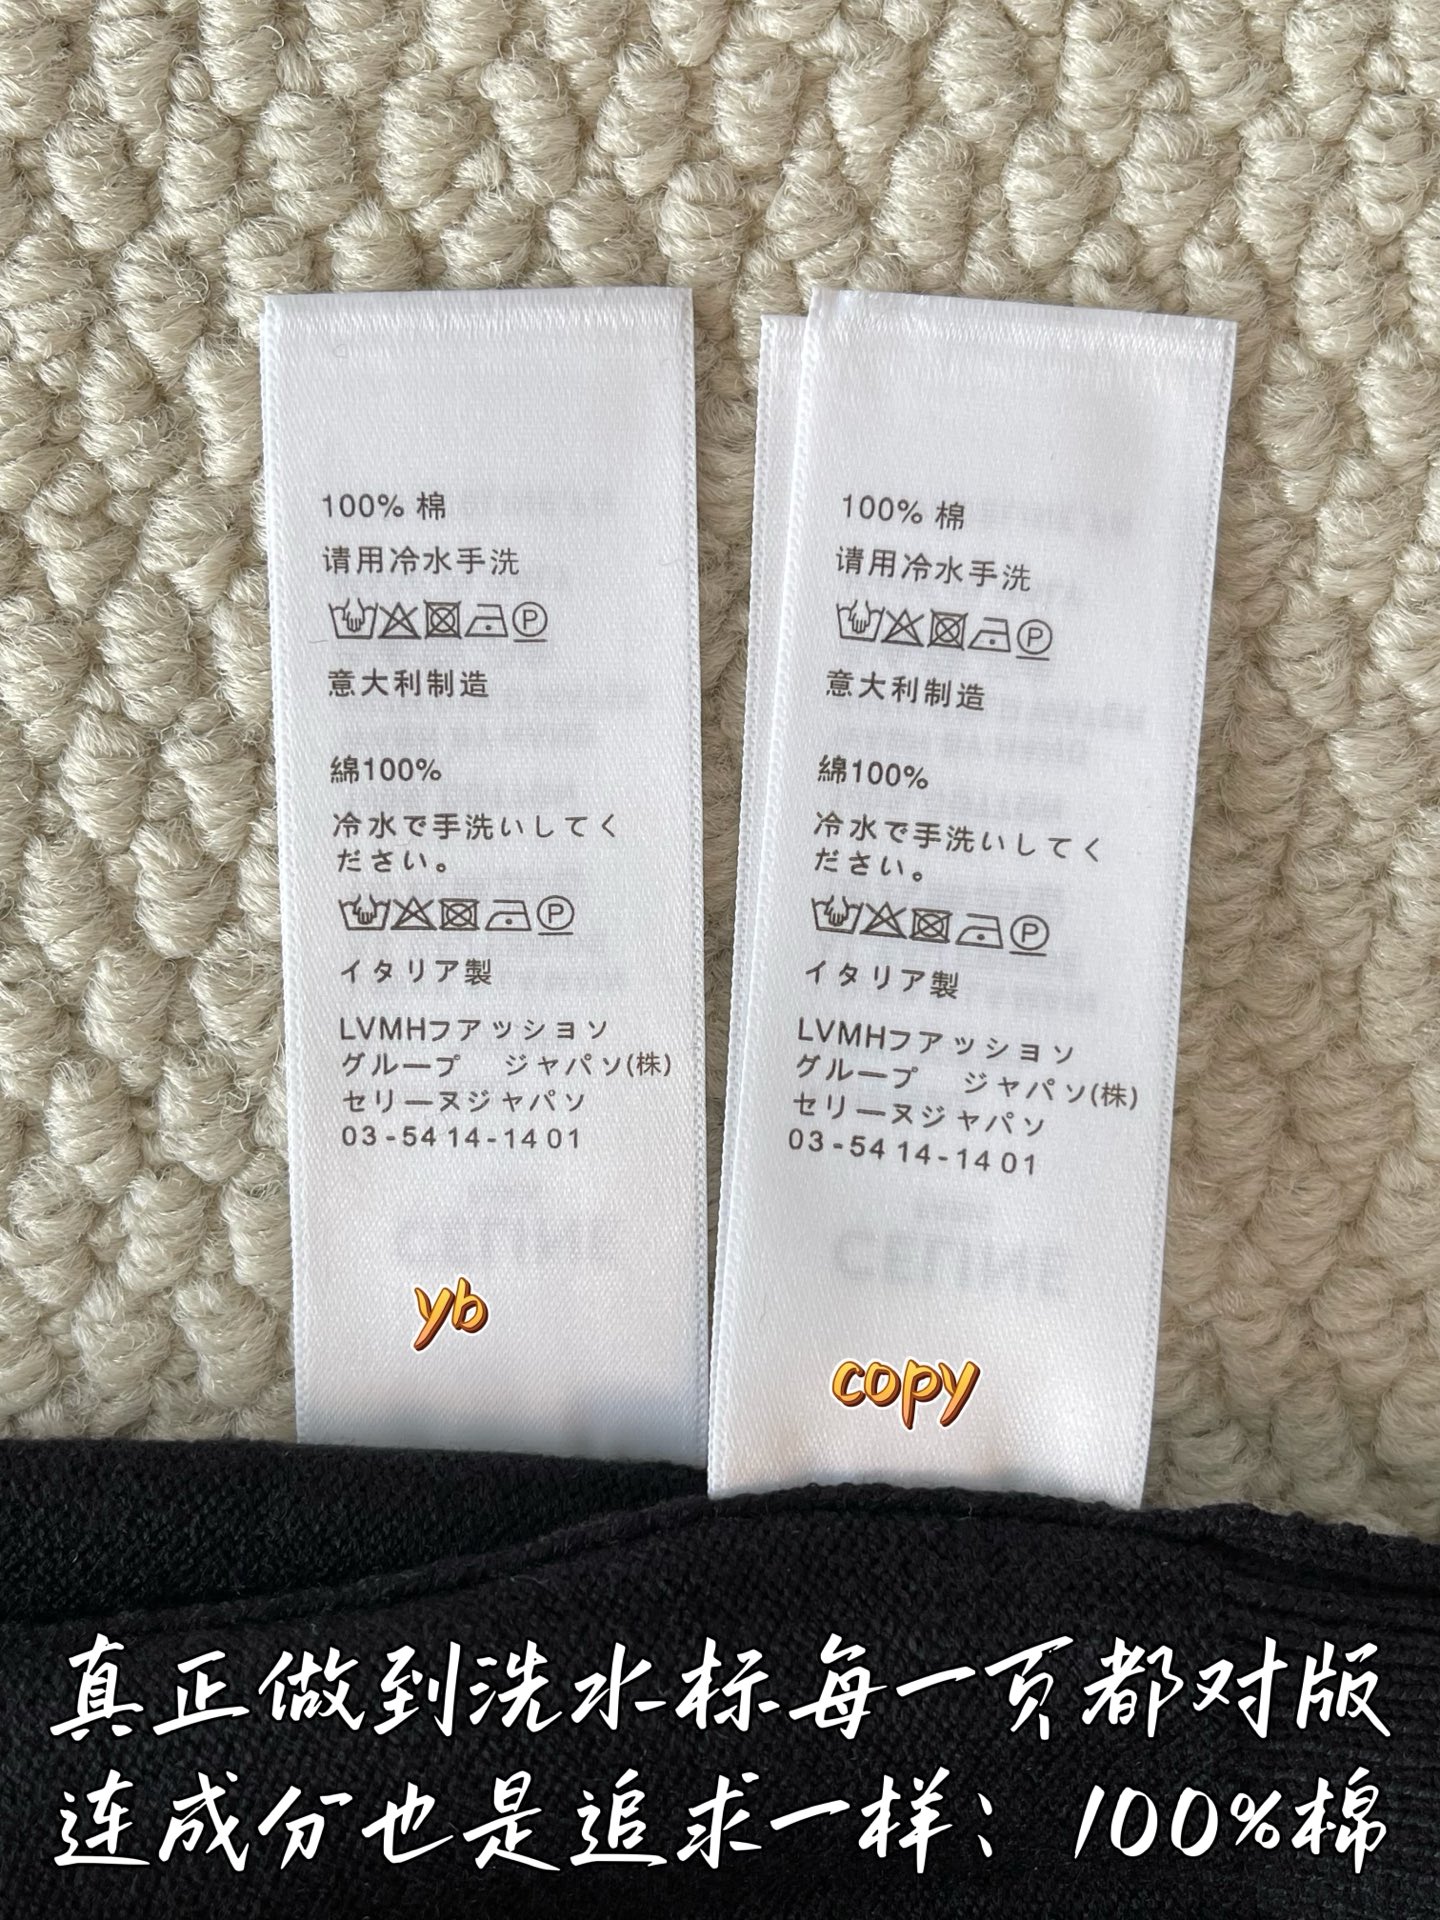 100% 棉
请用冷水手洗
P
意大利制造
綿100%
冷水で手洗いしてく
ださい。
P
イタリア製
LVMHフアッションソ
グループ ジャパソ(株)
セリーヌジャパソ
03-5414-1401
CELINE
yb
100% 棉
请用冷水手洗
P
意大利制造
綿100%
冷水で手洗いしてく
ださい。
P
イタリア製
LVMHフアッショソ
グループ ジャパソ(株)
セリーヌジャパソ
03-5414-1401
CELINE
copy
真正做到洗水标每一页都对版
连成分也是追求一样：100%棉